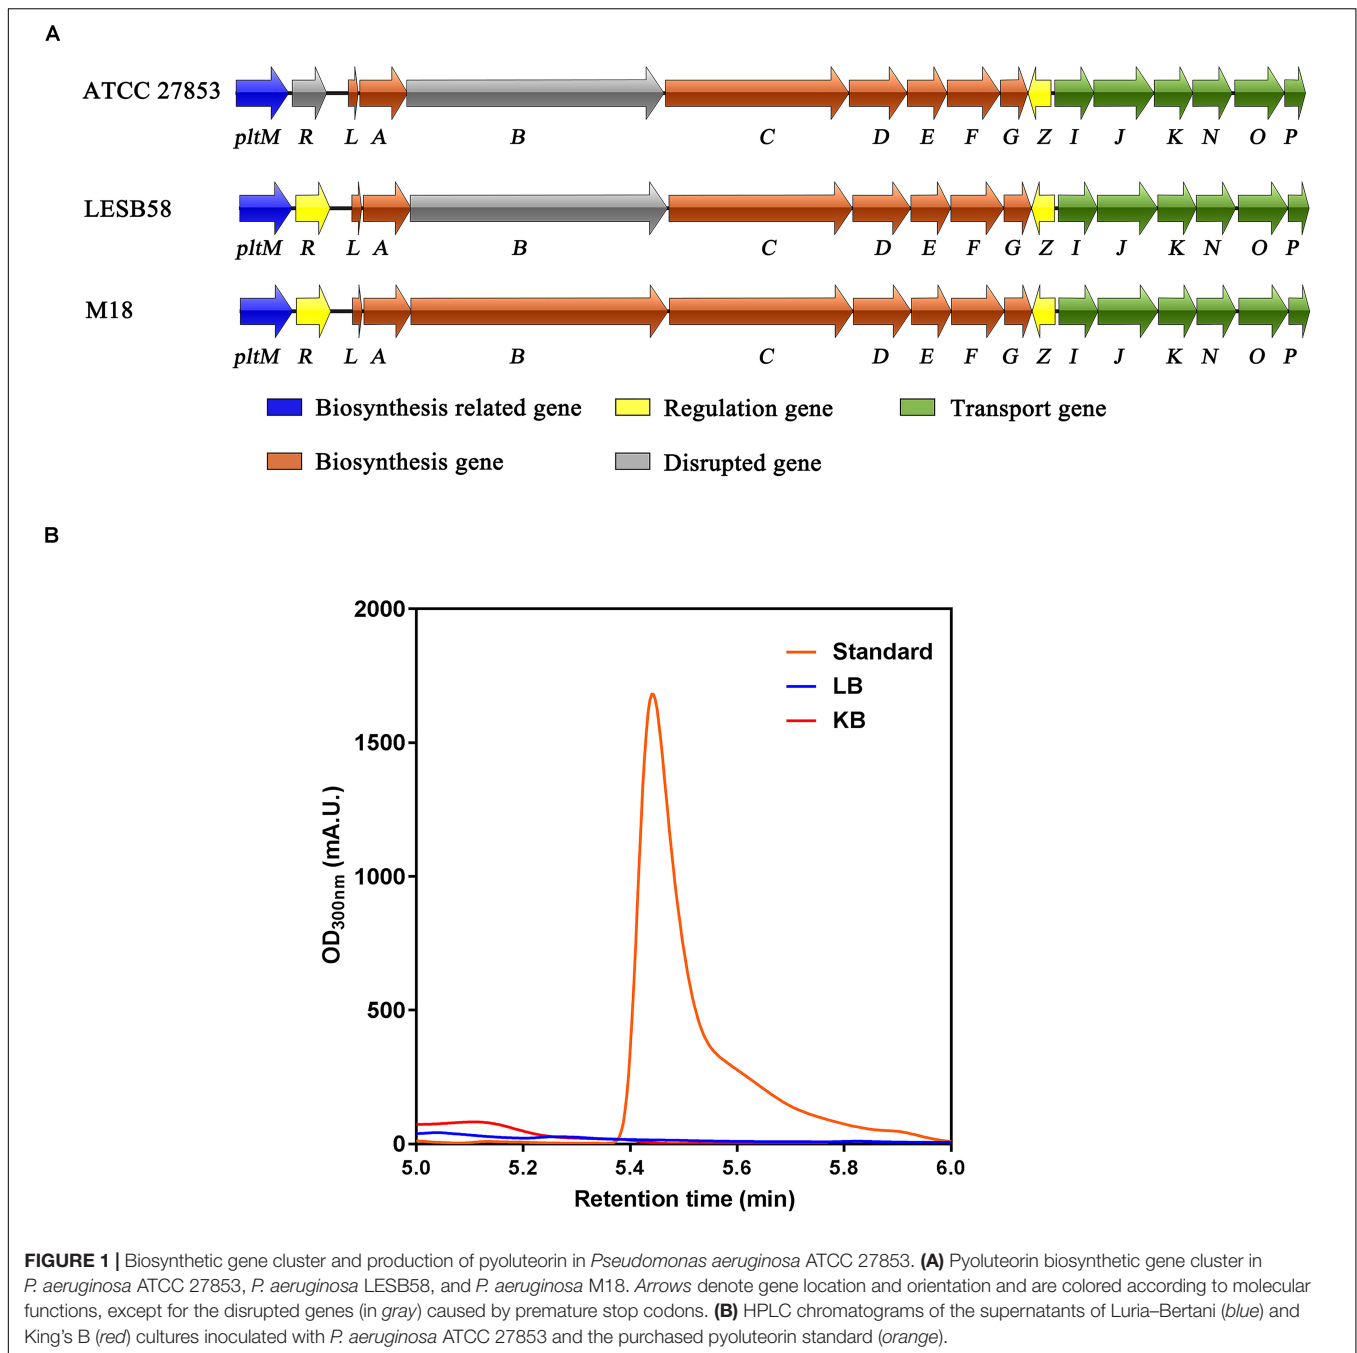 A
ATCC 27853
pltM R L A B C D E F G Z I J K N O P
LESB58
pltM R L A B C D E F G Z I J K N O P
M18
pltM R L A B C D E F G Z I J K N O P
Biosynthesis related gene Regulation gene Transport gene
Biosynthesis gene Disrupted gene
B
2000
1500
1000
500
0
OD300nm (mA.U.)
Standard
LB
KB
5.0 5.2 5.4 5.6 5.8 6.0
Retention time (min)
FIGURE 1 | Biosynthetic gene cluster and production of pyoluteorin in Pseudomonas aeruginosa ATCC 27853. (A) Pyoluteorin biosynthetic gene cluster in
P. aeruginosa ATCC 27853, P. aeruginosa LESB58, and P. aeruginosa M18. Arrows denote gene location and orientation and are colored according to molecular
functions, except for the disrupted genes (in gray) caused by premature stop codons. (B) HPLC chromatograms of the supernatants of Luria–Bertani (blue) and
King's B (red) cultures inoculated with P. aeruginosa ATCC 27853 and the purchased pyoluteorin standard (orange).